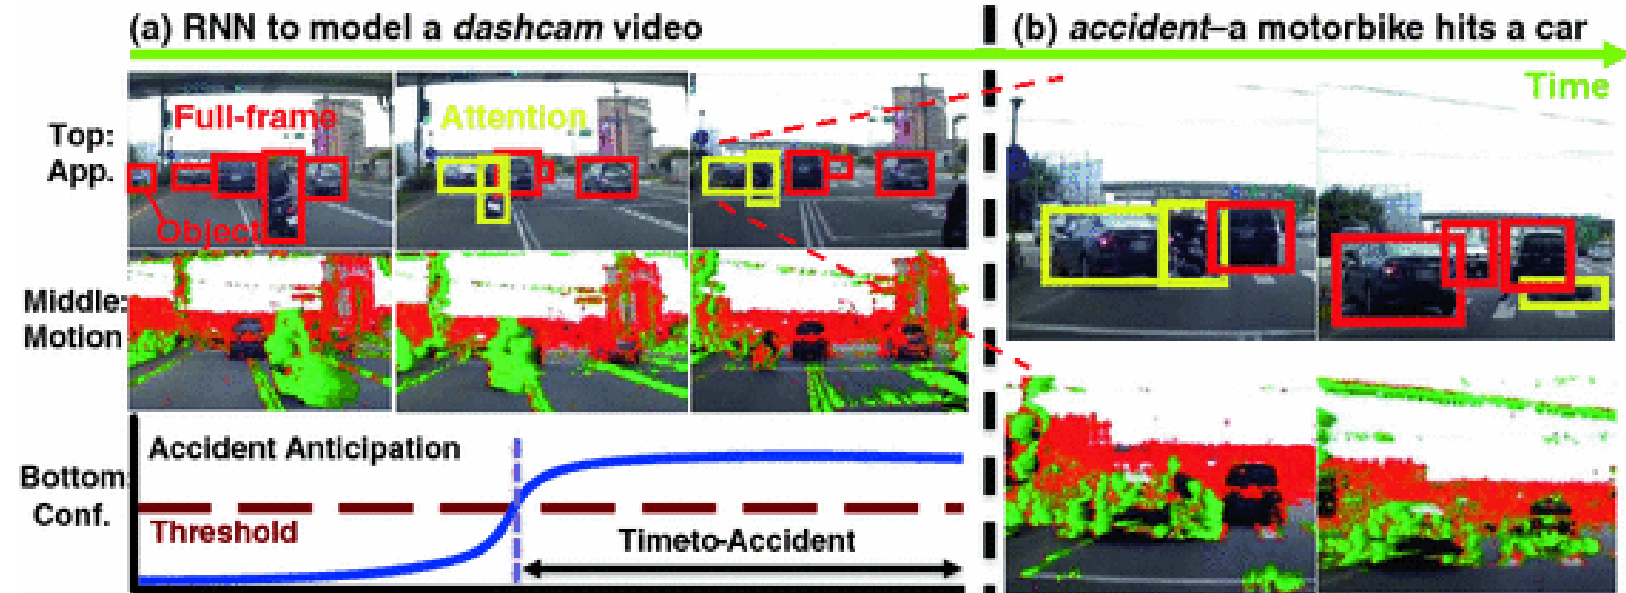 (a) RNN to model a dashcam video
(b) accident–a motorbike hits a car
Time
Top:
App.
Full-frame
Attention
Object
Middle:
Motion
Bottom:
Conf.
Accident Anticipation
Threshold
Timeto-Accident